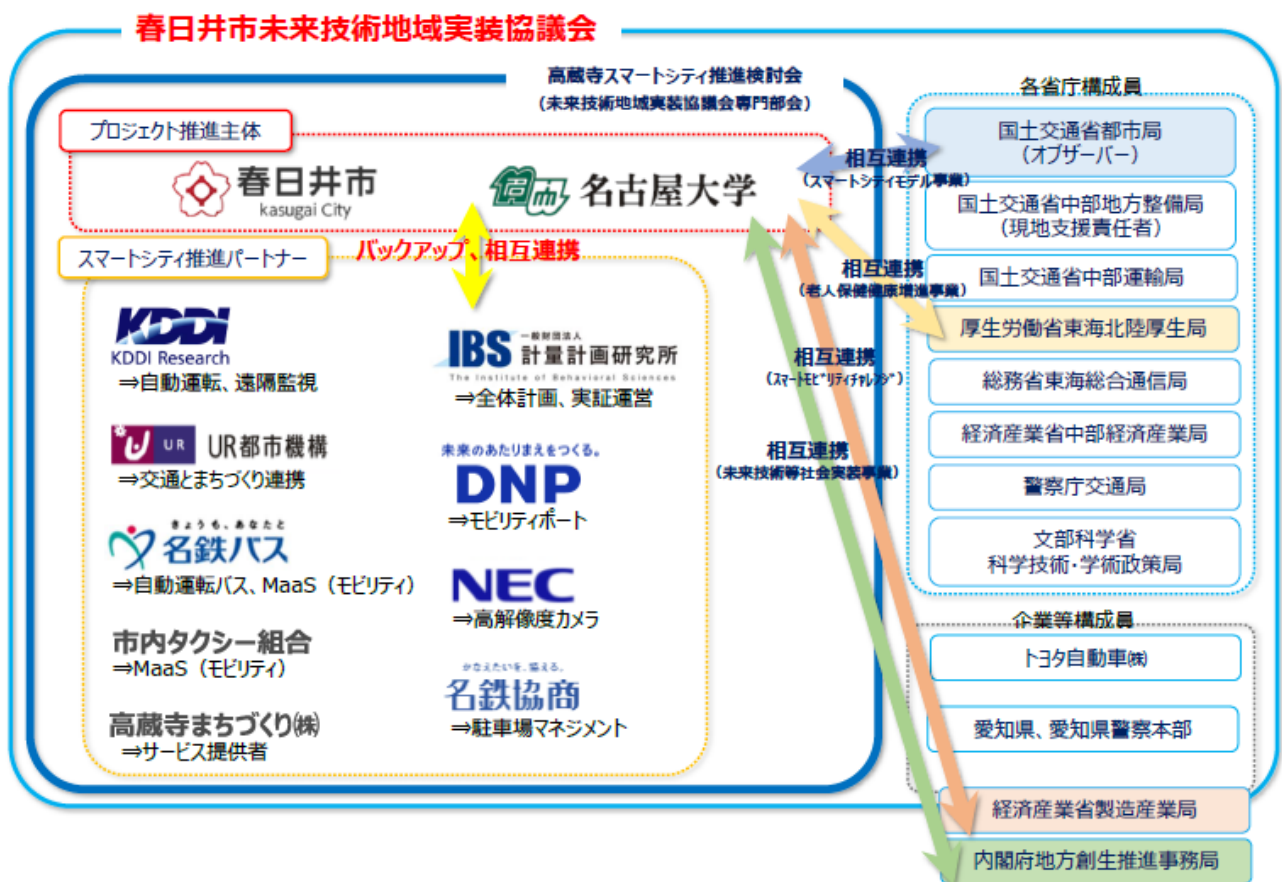 春日井市未来技術地域実装協議会
高蔵寺スマートシティ推進検討会
(未来技術地域実装協議会専門部会)
プロジェクト推進主体
春日井市
kasugai City
名古屋大学
バックアップ、相互連携
スマートシティ推進パートナー
KDDI
KDDI Research
⇒自動運転、遠隔監視
UR
UR都市機構
⇒交通とまちづくり連携
きょうも、あなたと
名鉄バス
⇒自動運転バス、MaaS（モビリティ）
市内タクシー組合
⇒MaaS（モビリティ）
高蔵寺まちづくり㈱
⇒サービス提供者
IBS
一般財団法人
計量計画研究所
The Institute of Behavioral Sciences
⇒全体計画、実証運営
未来のあたりまえをつくる。
DNP
⇒モビリティポート
NEC
⇒高解像度カメラ
かなえたいを、揃える。
名鉄協商
⇒駐車場マネジメント
相互連携
（スマートシティモデル事業）
相互連携
（老人保健健康増進事業）
相互連携
（スマートモビリティチャレンジ）
相互連携
（未来技術等社会実装事業）
各省庁構成員
国土交通省都市局
（オブザーバー）
国土交通省中部地方整備局
（現地支援責任者）
国土交通省中部運輸局
厚生労働省東海北陸厚生局
総務省東海総合通信局
経済産業省中部経済産業局
警察庁交通局
文部科学省
科学技術・学術政策局
企業等構成員
トヨタ自動車㈱
愛知県、愛知県警察本部
経済産業省製造産業局
内閣府地方創生推進事務局